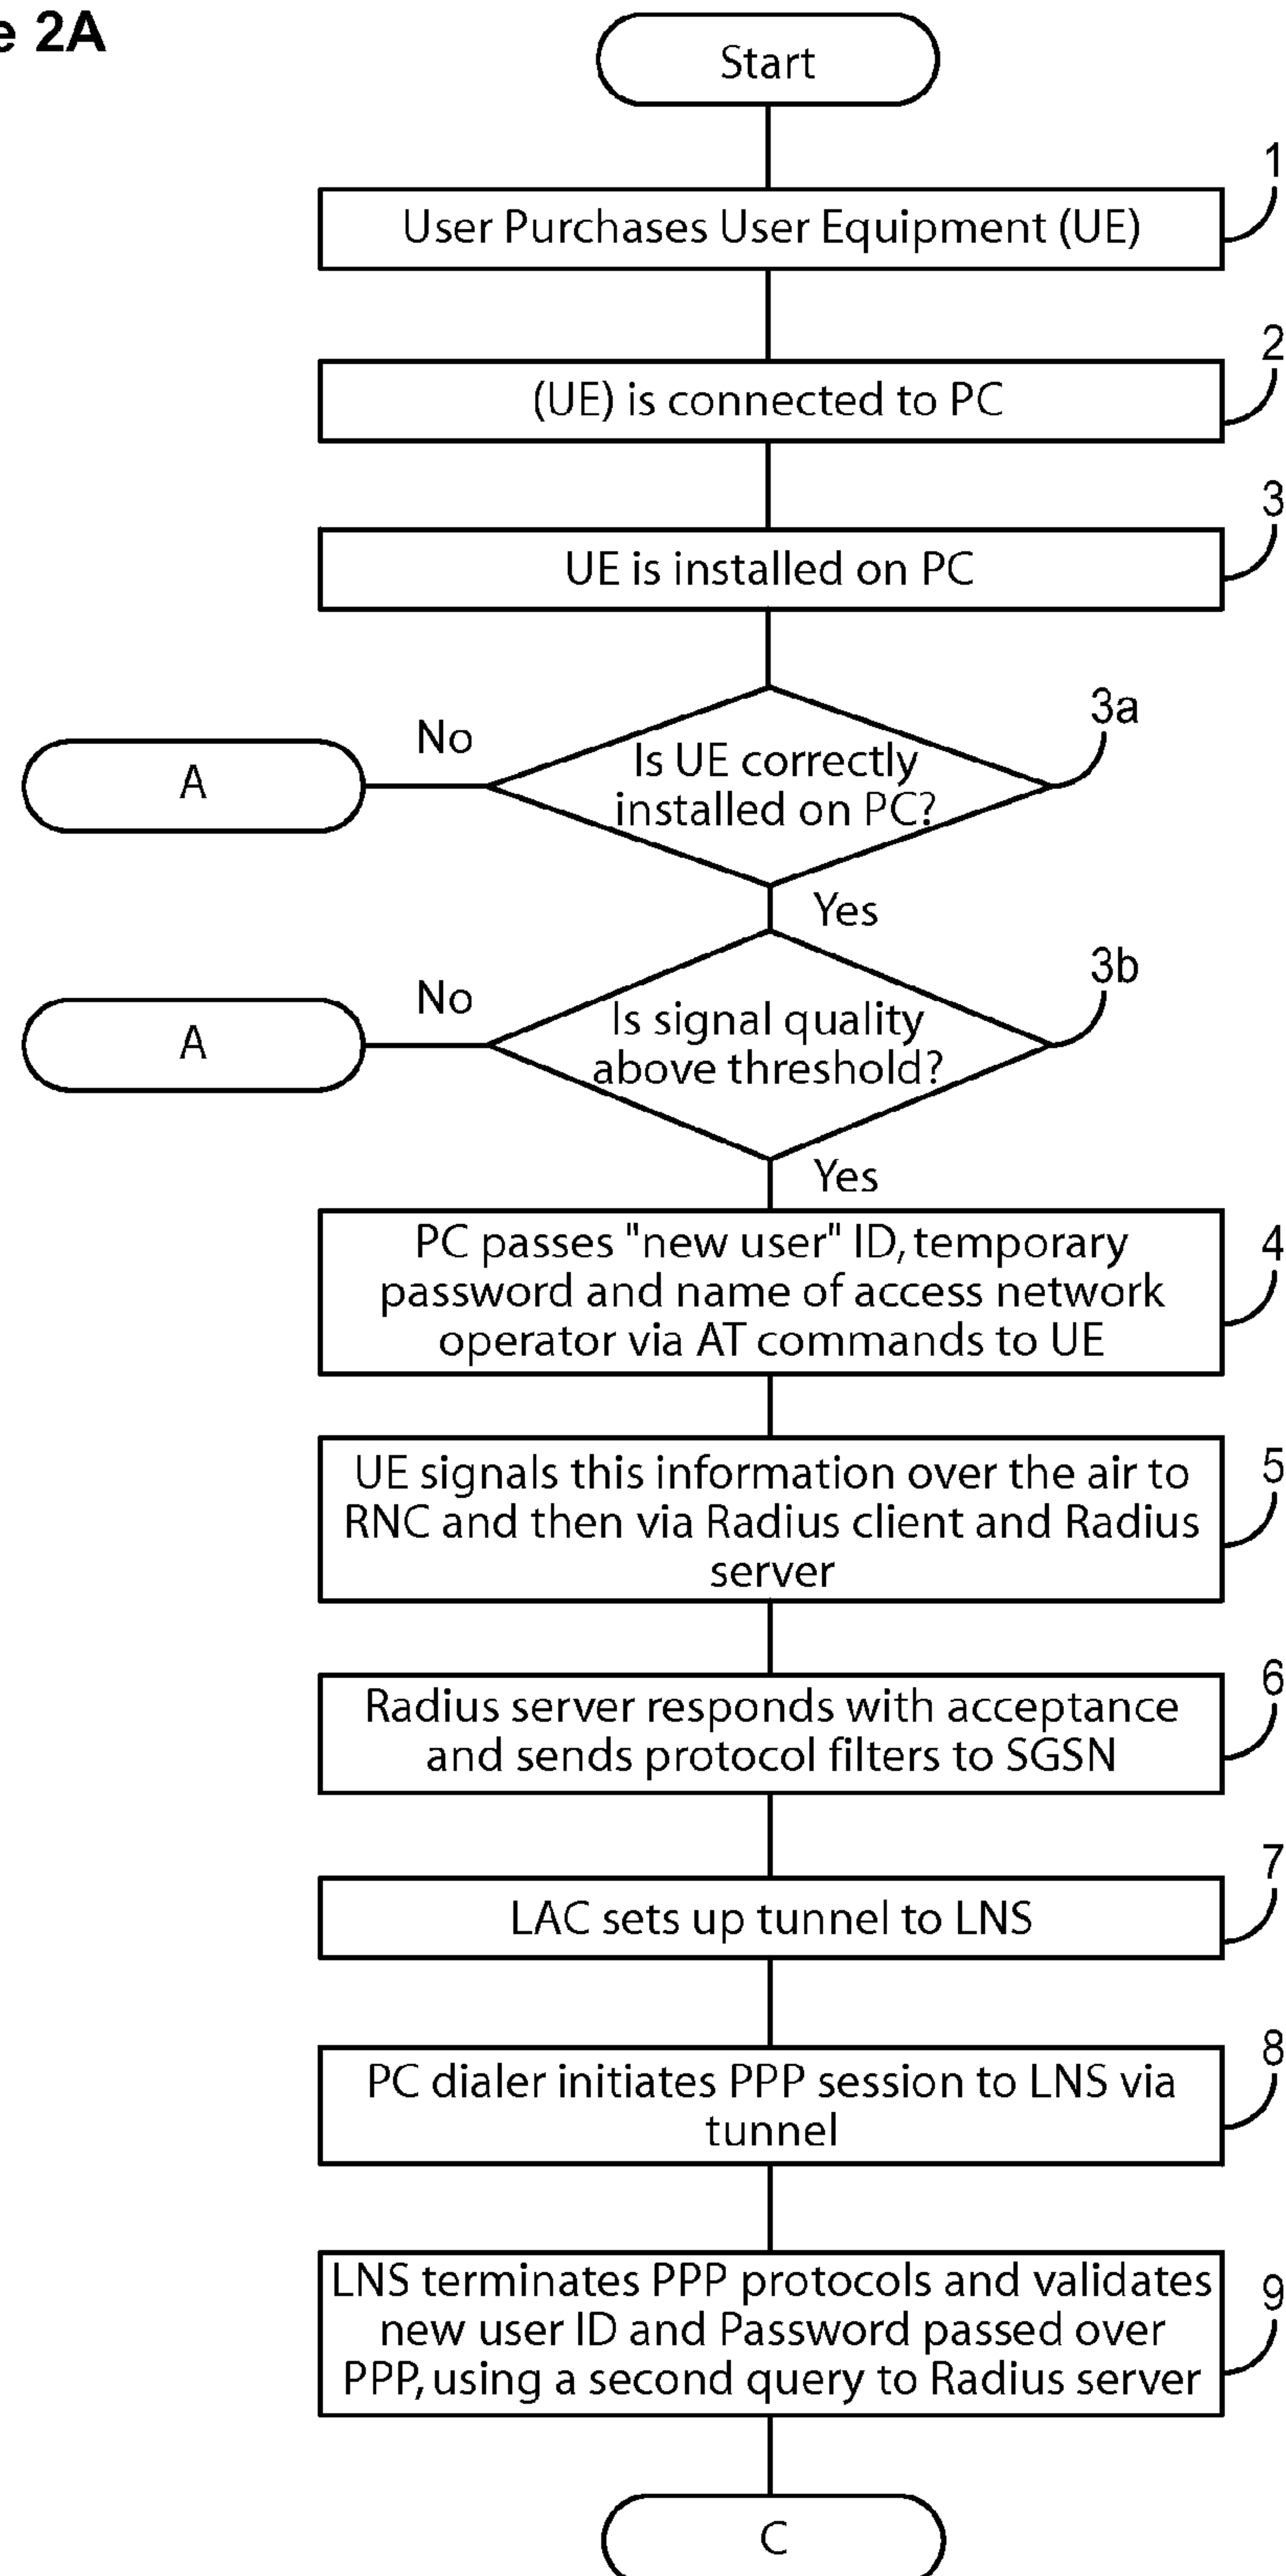 e 2A
Start
1
User Purchases User Equipment (UE)
2
(UE) is connected to PC
3
UE is installed on PC
3a
No
A
Is UE correctly
installed on PC?
Yes
3b
No
A
Is signal quality
above threshold?
Yes
4
PC passes "new user" ID, temporary
password and name of access network
operator via AT commands to UE
5
UE signals this information over the air to
RNC and then via Radius client and Radius
server
6
Radius server responds with acceptance
and sends protocol filters to SGSN
7
LAC sets up tunnel to LNS
8
PC dialer initiates PPP session to LNS via
tunnel
9
LNS terminates PPP protocols and validates
new user ID and Password passed over
PPP, using a second query to Radius server
C